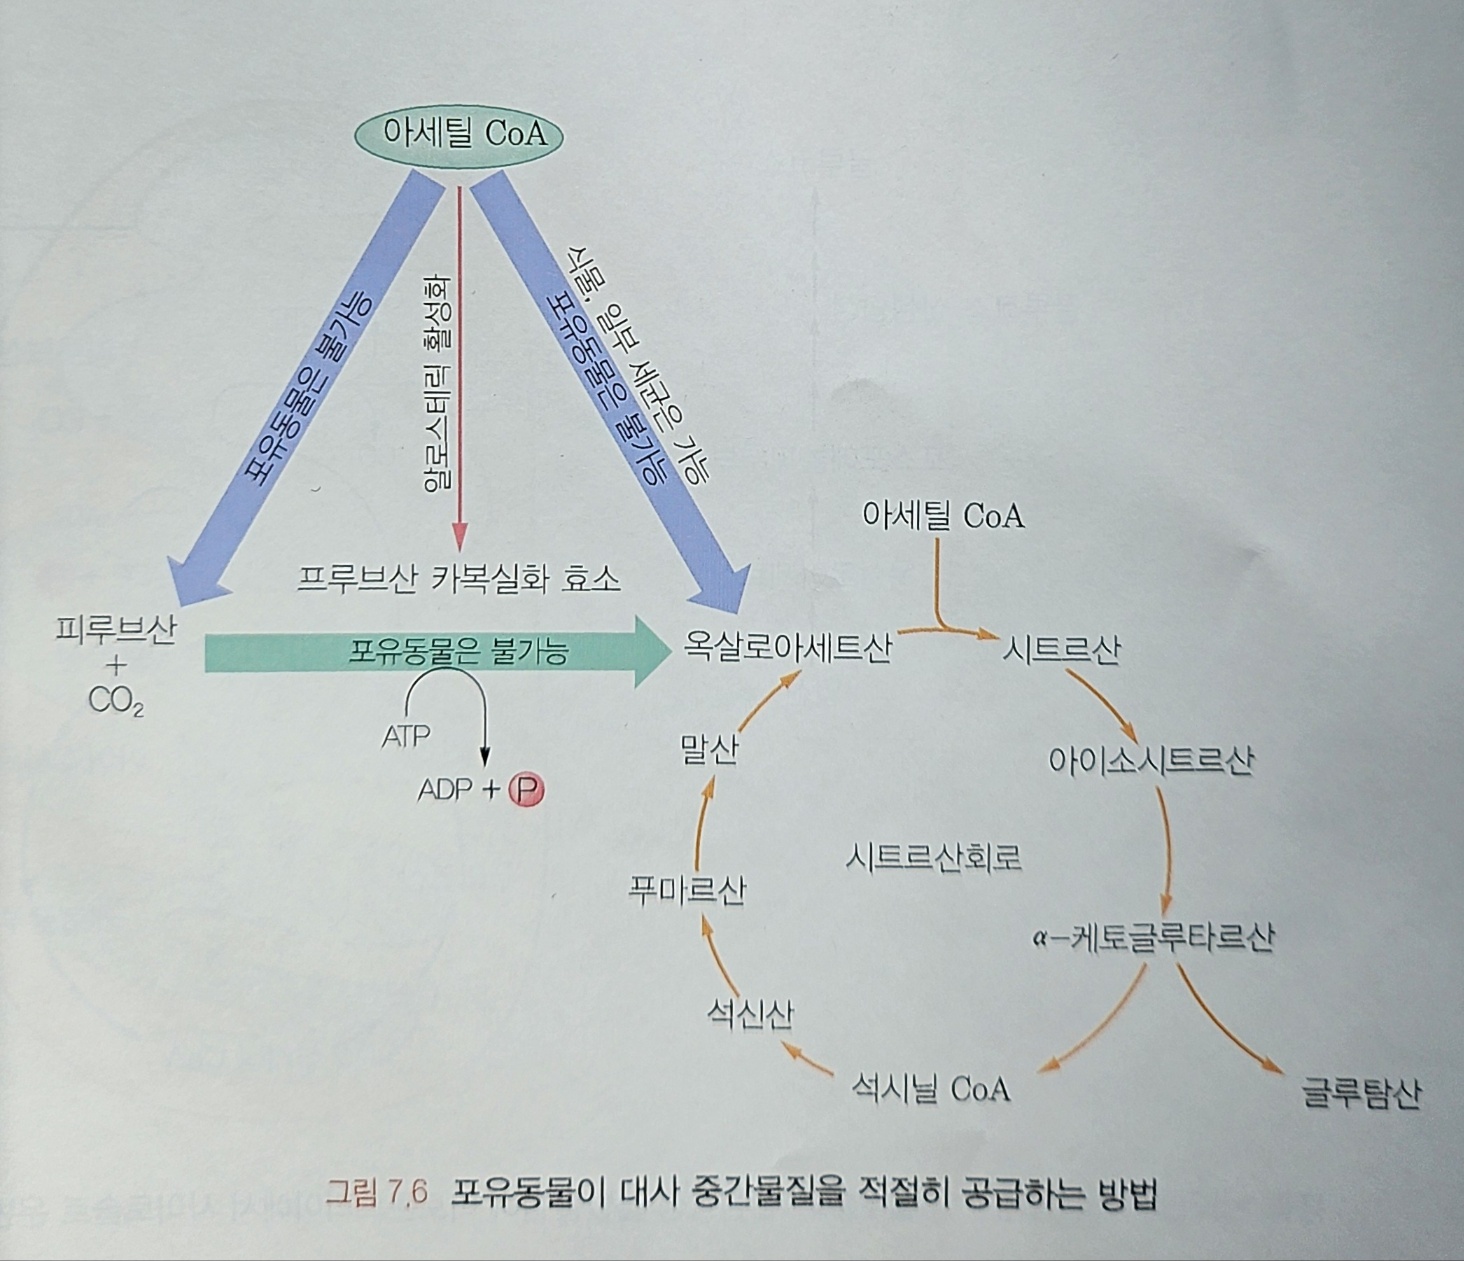 아세틸 CoA
포유동물은 불가능
알로스테릭 활성화
포유동물은 불가능
식물, 일부 세균은 가능
아세틸 CoA
프루브산 카복실화 효소
피루브산
+
CO₂
포유동물은 불가능
옥살로아세트산
시트르산
ATP
ADP + P
말산
아이소시트르산
시트르산회로
푸마르산
α-케토글루타르산
석신산
석시닐 CoA
글루탐산
그림 7.6 포유동물이 대사 중간물질을 적절히 공급하는 방법